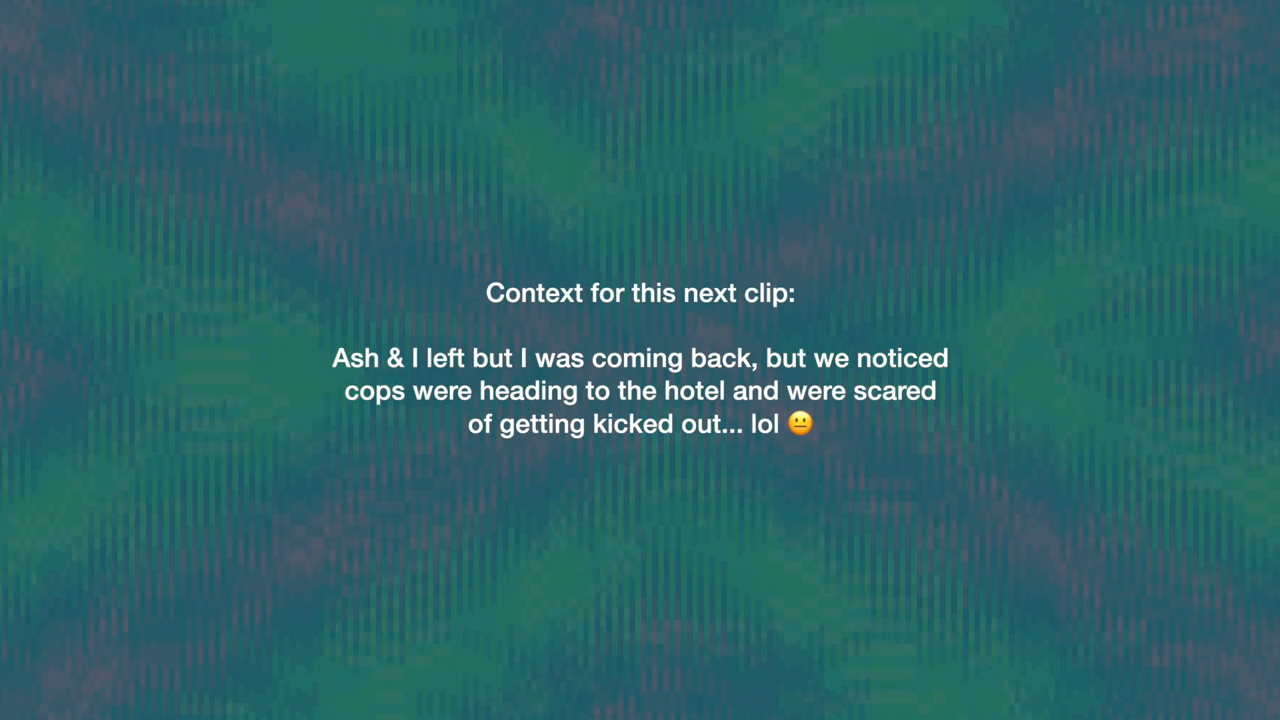 Context for this next clip:
Ash & I left but I was coming back, but we noticed
cops were heading to the hotel and were scared
of getting kicked out... lol 😐